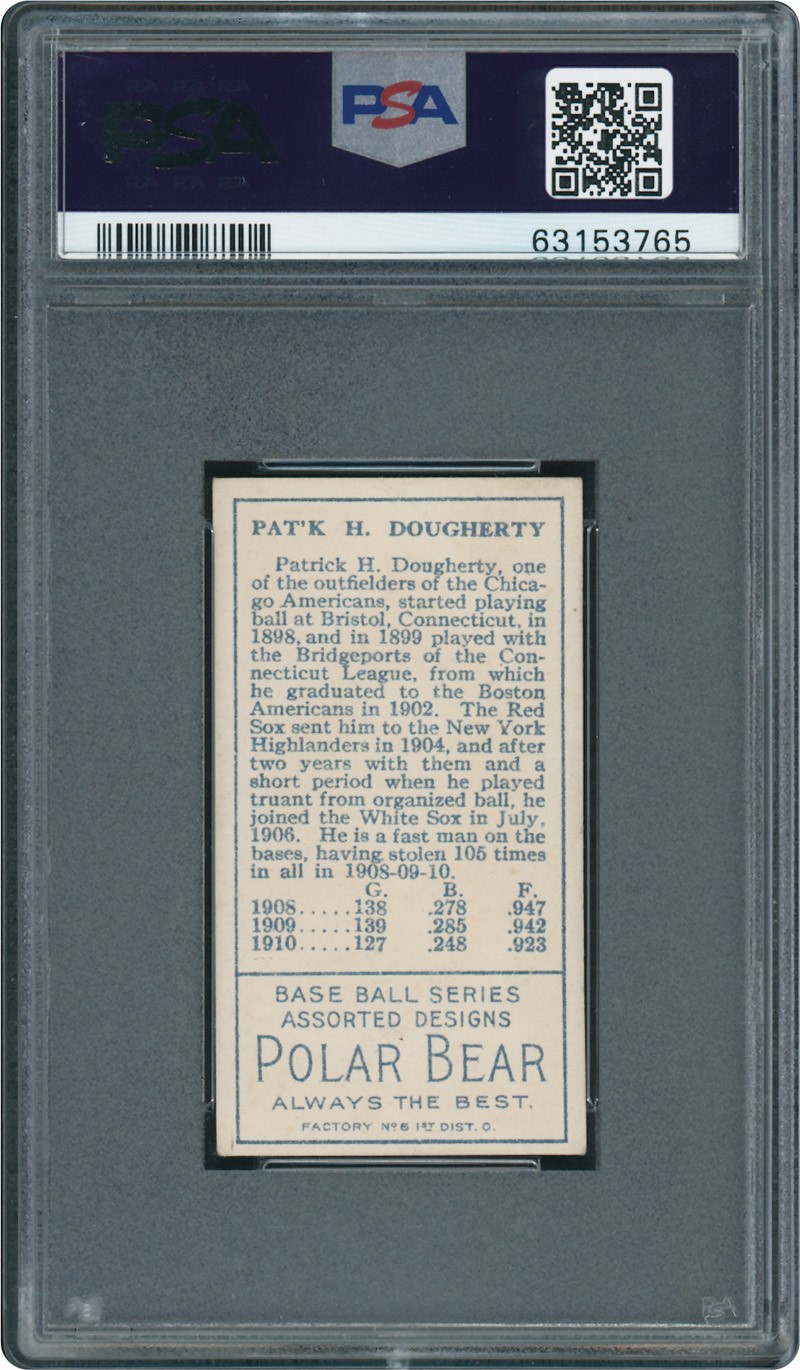 PSA
PSA
63153765
PAT'K H. DOUGHERTY
Patrick H. Dougherty, one
of the outfielders of the Chica-
go Americans, started playing
ball at Bristol, Connecticut, in
1898, and in 1899 played with
the Bridgeports of the Con-
necticut League, from which
he graduated to the Boston
Americans in 1902. The Red
Sox sent him to the New York
Highlanders in 1904, and after
two years with them and a
short period when he played
truant from organized ball, he
joined the White Sox in July,
1906. He is a fast man on the
bases, having stolen 105 times
in all in 1908-09-10.
G. B. F.
1908.....138 .278 .947
1909.....139 .285 .942
1910.....127 .248 .923
BASE BALL SERIES
ASSORTED DESIGNS
POLAR BEAR
ALWAYS THE BEST.
FACTORY Nº 6 1ST DIST. O.
PSA